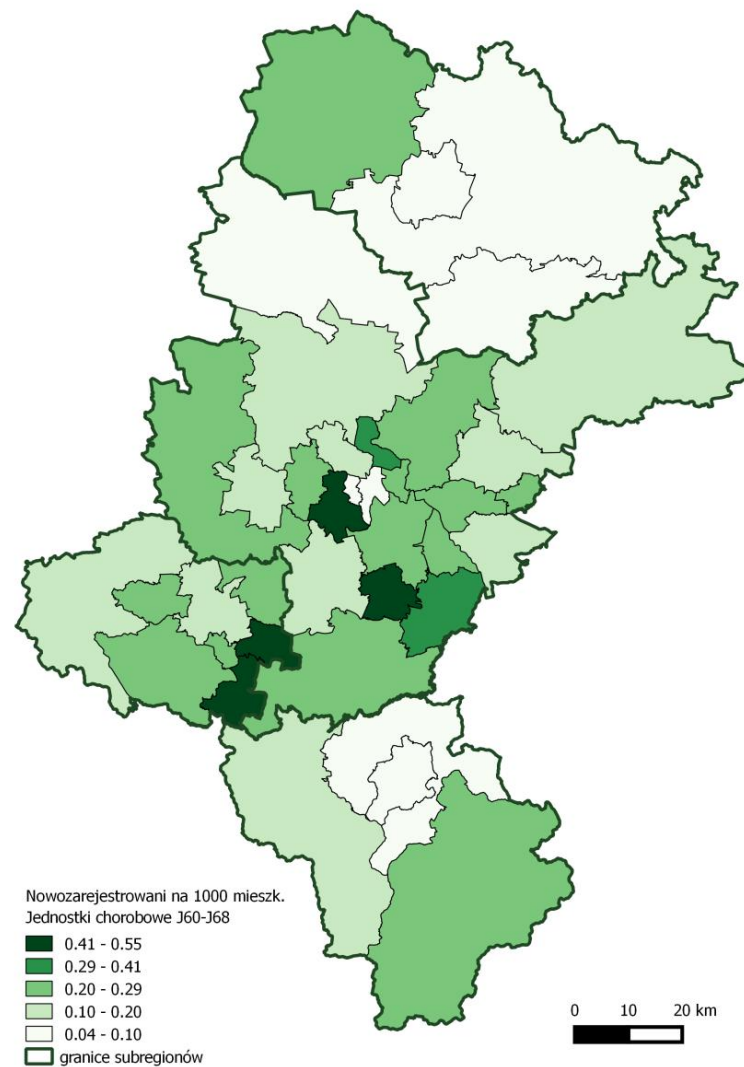 Nowozarejestrowani na 1000 mieszk.
Jednostki chorobowe J60-J68
0.41 - 0.55
0.29 - 0.41
0.20 - 0.29
0.10 - 0.20
0.04 - 0.10
granice subregionów
0 10 20 km